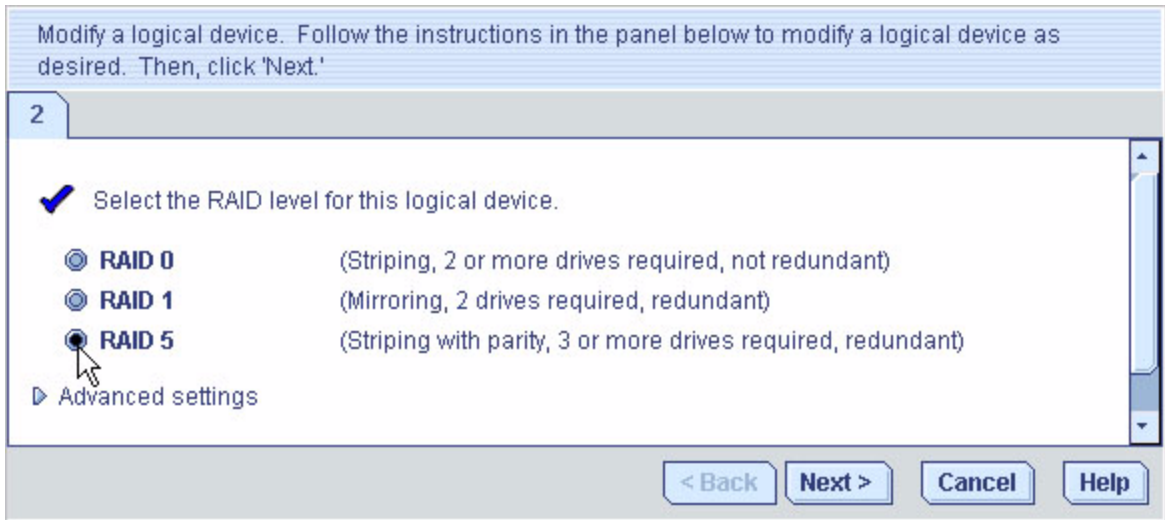 Modify a logical device.  Follow the instructions in the panel below to modify a logical device as
desired.  Then, click 'Next.'
2
Select the RAID level for this logical device.
RAID 0 (Striping, 2 or more drives required, not redundant)
RAID 1 (Mirroring, 2 drives required, redundant)
RAID 5 (Striping with parity, 3 or more drives required, redundant)
Advanced settings
< Back Next > Cancel Help